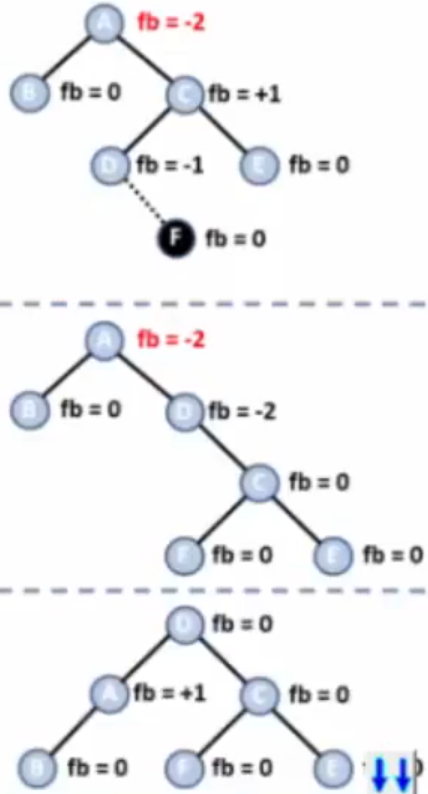 A fb = -2
B fb = 0 C fb = +1
D fb = -1 E fb = 0
F fb = 0
A fb = -2
B fb = 0 D fb = -2
C fb = 0
F fb = 0 E fb = 0
D fb = 0
A fb = +1 C fb = 0
B fb = 0 F fb = 0 E